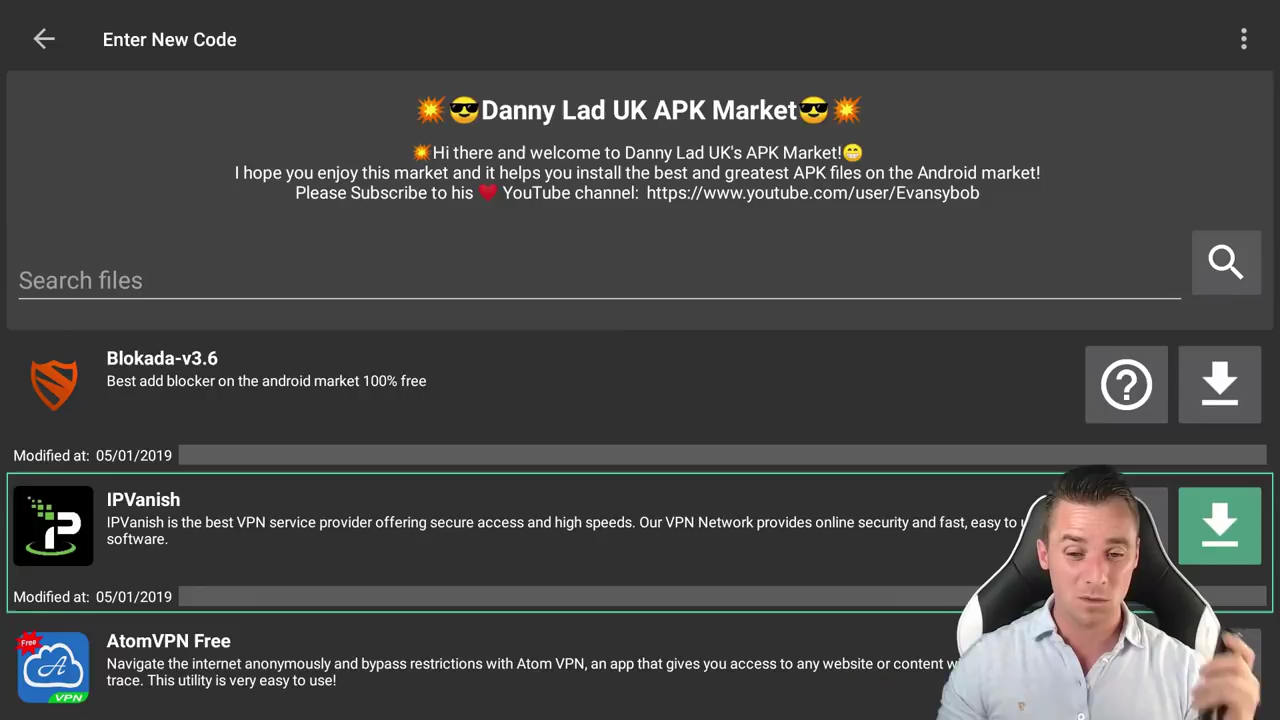 Enter New Code
💥😎Danny Lad UK APK Market😎💥
💥Hi there and welcome to Danny Lad UK's APK Market!😁
I hope you enjoy this market and it helps you install the best and greatest APK files on the Android market!
Please Subscribe to his ♥ YouTube channel: https://www.youtube.com/user/Evansybob
Search files
Blokada-v3.6
Best add blocker on the android market 100% free
Modified at: 05/01/2019
IPVanish
IPVanish is the best VPN service provider offering secure access and high speeds. Our VPN Network provides online security and fast, easy to
software.
Modified at: 05/01/2019
Free
A
VPN
AtomVPN Free
Navigate the internet anonymously and bypass restrictions with Atom VPN, an app that gives you access to any website or content
trace. This utility is very easy to use!